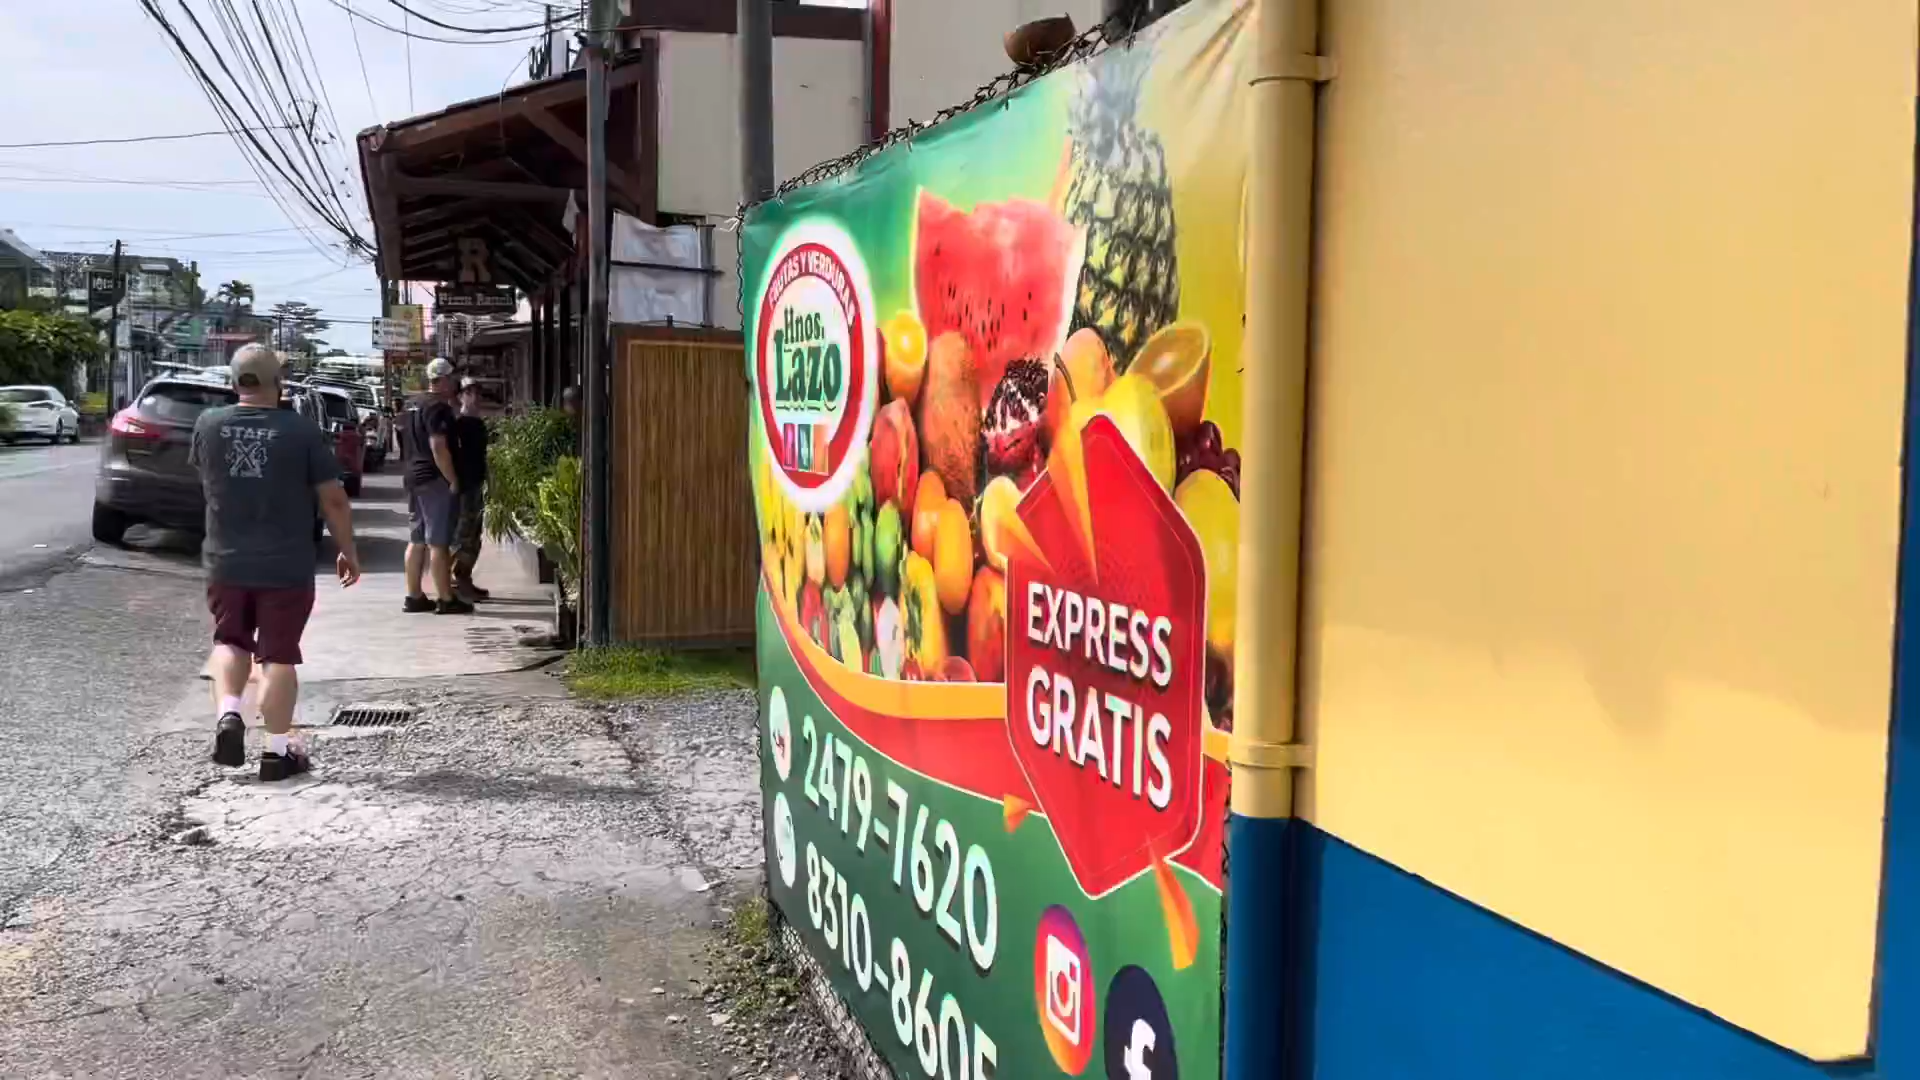 STAFF
R
Pizza Ranch
FRUTAS Y VERDURAS
Hnos.
Lazo
EXPRESS
GRATIS
2479-7620
8310-8605